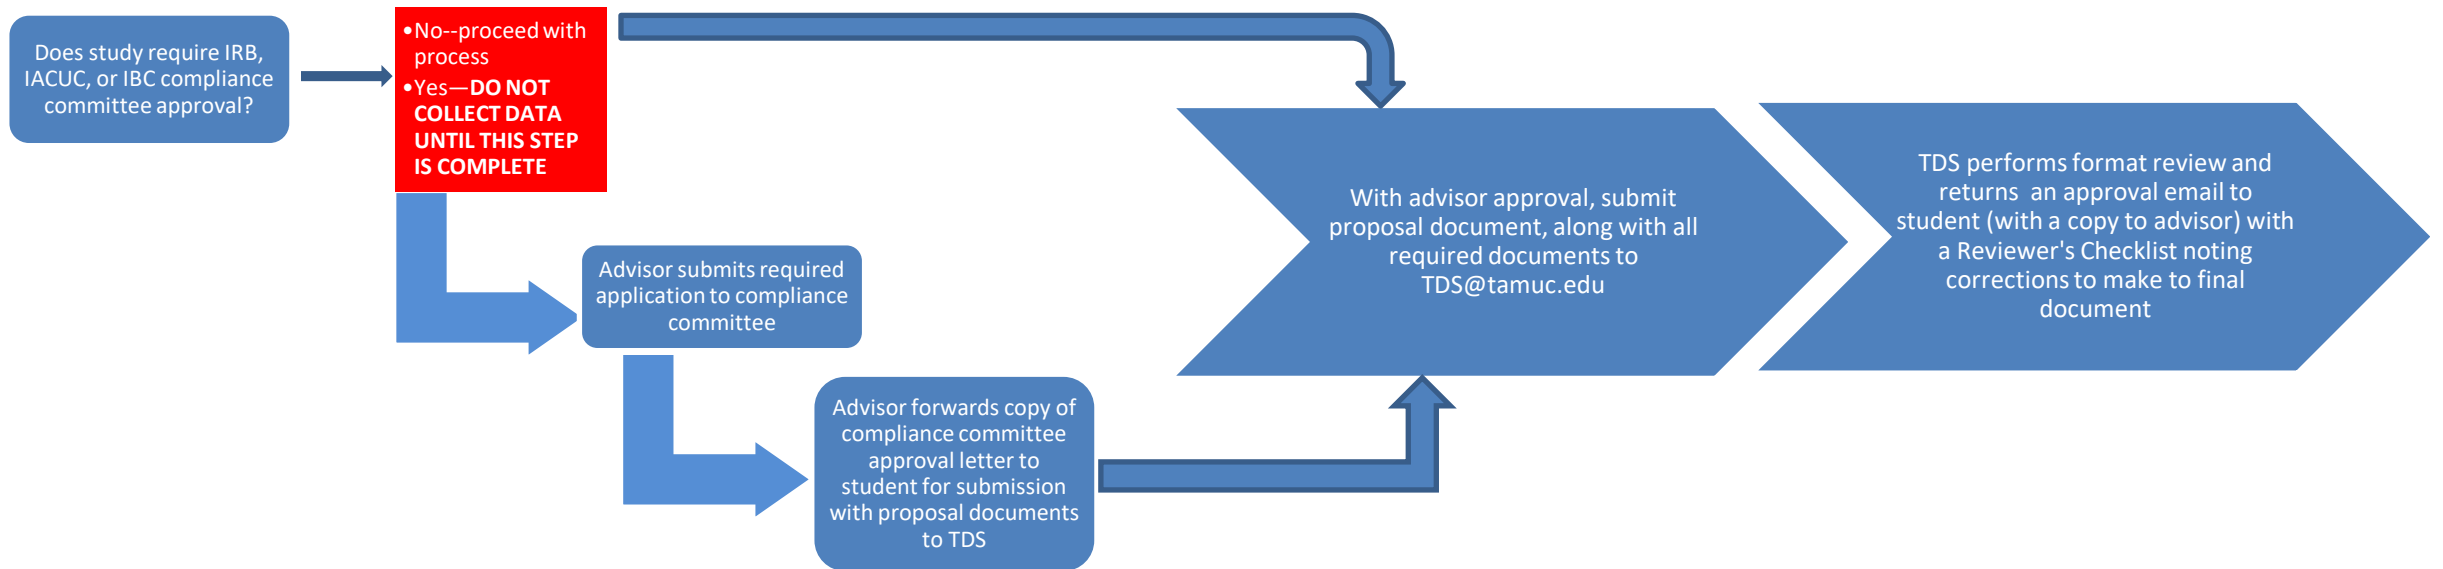 Does study require IRB,
IACUC, or IBC compliance
committee approval?
•No--proceed with
process
•Yes—DO NOT
COLLECT DATA
UNTIL THIS STEP
IS COMPLETE
Advisor submits required
application to compliance
committee
Advisor forwards copy of
compliance committee
approval letter to
student for submission
with proposal documents
to TDS
With advisor approval, submit
proposal document, along with all
required documents to
TDS@tamuc.edu
TDS performs format review and
returns an approval email to
student (with a copy to advisor) with
a Reviewer's Checklist noting
corrections to make to final
document